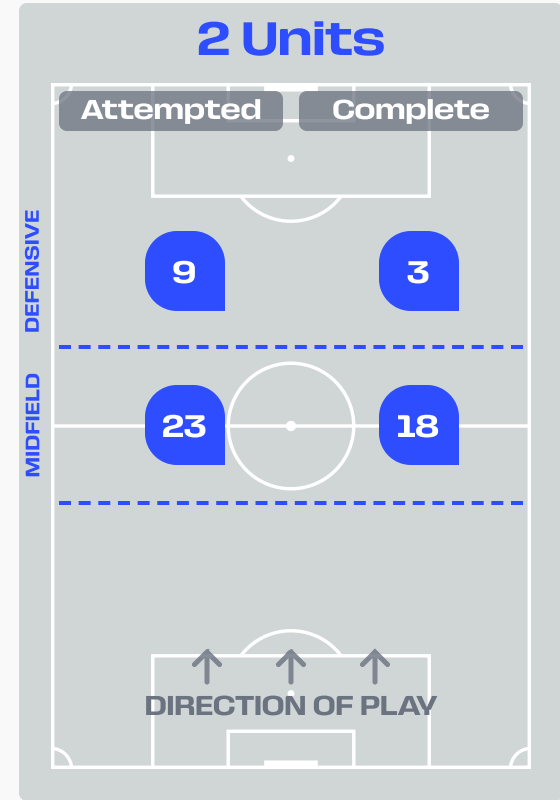 2 Units
Attempted Complete
DEFENSIVE
9 3
MIDFIELD
23 18
DIRECTION OF PLAY